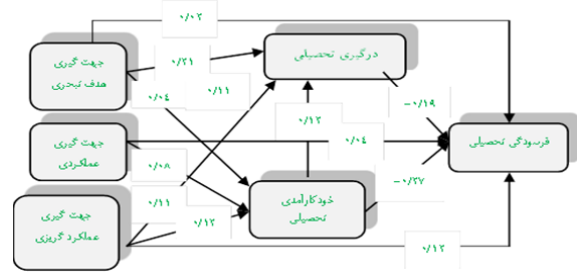 ۰/۰۲
جهت گیری
هدف تبحری
درگیری تحصیلی
۰/۲۱
۰/۰۴
۰/۱۱
-۰/۱۹
۰/۱۲
جهت گیری
عملکردی
۰/۰۴
فرسودگی تحصیلی
۰/۰۸
-۰/۲۷
جهت گیری
عملکرد گریزی
۰/۱۱
۰/۱۲
خودکارآمدی
تحصیلی
۰/۱۲